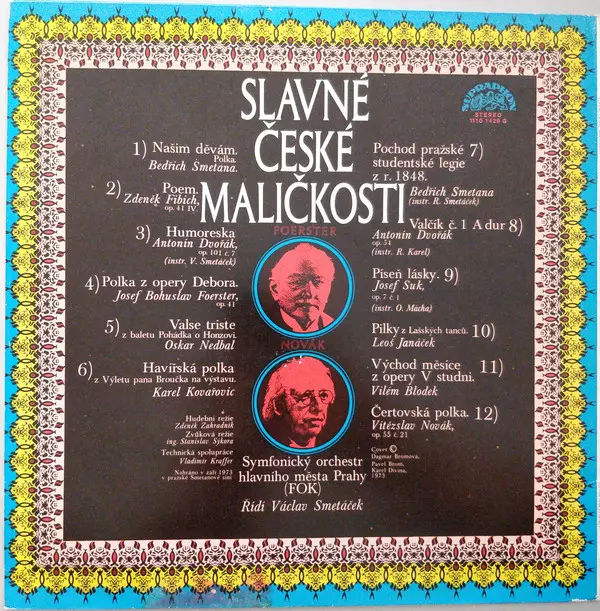 SLAVNÉ
ČESKÉ
MALIČKOSTI
SUPRAPHON
STEREO
1110 1429 G
1) Našim děvám.
Polka.
Bedřich Smetana.
2) Poem.
Zdeněk Fibich,
op. 41 IV.
3) Humoreska
Antonín Dvořák,
op. 101 č. 7
(instr. V. Smetáček)
4) Polka z opery Debora.
Josef Bohuslav Foerster,
op. 41
5) Valse triste
z baletu Pohádka o Honzovi.
Oskar Nedbal
6) Havířská polka
z Výletu pana Broučka na výstavu.
Karel Kovařovic
Hudební režie
Zdeněk Zahradník
Zvuková režie
ing. Stanislav Sýkora
Technická spolupráce
Vladimír Kraffer
Nahráno v září 1973
v pražské Smetanově síni
FOERSTER
NOVÁK
Symfonický orchestr
hlavního města Prahy
(FOK)
Řídí Václav Smetáček
Pochod pražské 7)
studentské legie
z r. 1848.
Bedřich Smetana
(instr. R. Smetáček)
Valčík č. 1 A dur 8)
Antonín Dvořák
op. 54
(instr. R. Karel)
Píseň lásky. 9)
Josef Suk,
op. 7 č. 1
(instr. O. Mácha)
Pilky z Lašských tanců. 10)
Leoš Janáček
Východ měsíce 11)
z opery V studni.
Vilém Blodek
Čertovská polka. 12)
Vítězslav Novák,
op. 55 č. 21
Cover ©
Dagmar Bromová,
Pavel Brom,
Karel Divina,
1973